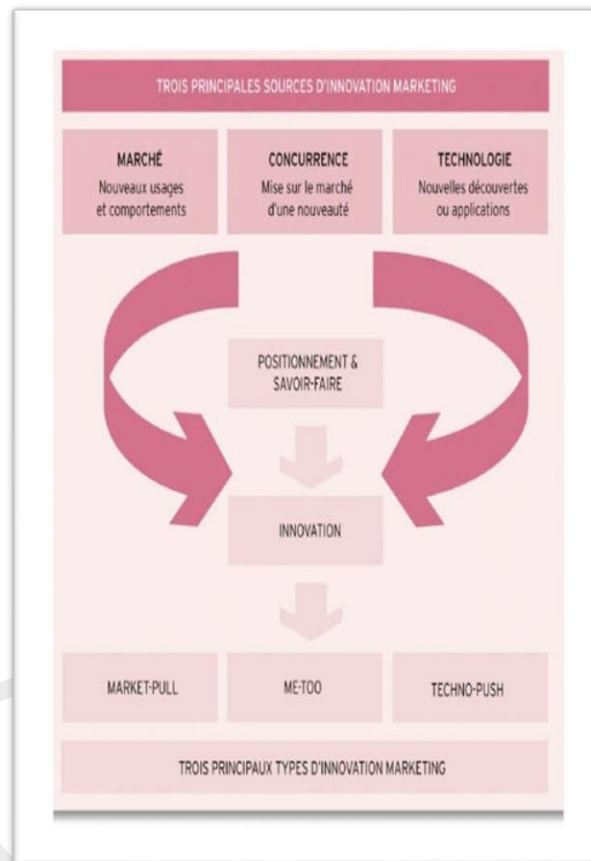 TROIS PRINCIPALES SOURCES D'INNOVATION MARKETING
MARCHÉ
Nouveaux usages
et comportements
CONCURRENCE
Mise sur le marché
d'une nouveauté
TECHNOLOGIE
Nouvelles découvertes
ou applications
POSITIONNEMENT &
SAVOIR-FAIRE
INNOVATION
MARKET-PULL
ME-TOO
TECHNO-PUSH
TROIS PRINCIPAUX TYPES D'INNOVATION MARKETING